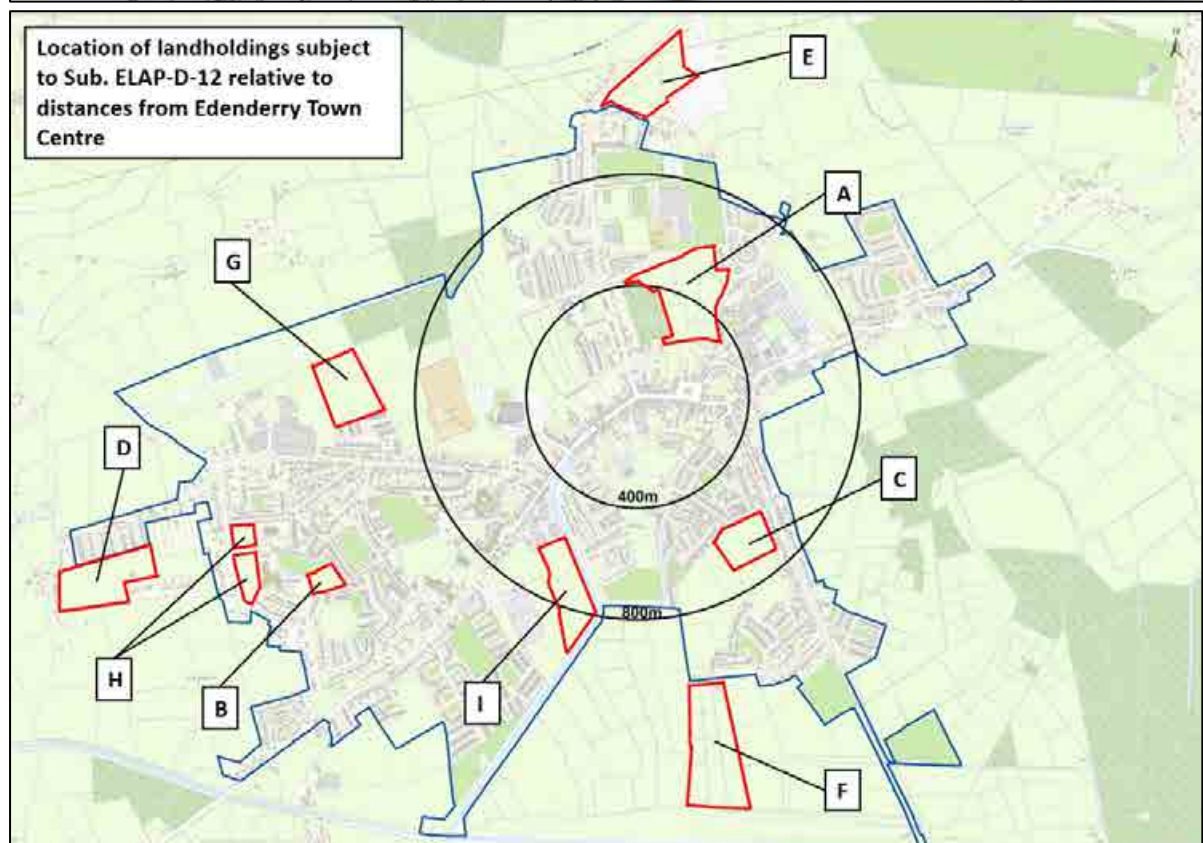 Location of landholdings subject
to Sub. ELAP-D-12 relative to
distances from Edenderry Town
Centre
E
A
G
D
C
400m
800m
H
B
I
F